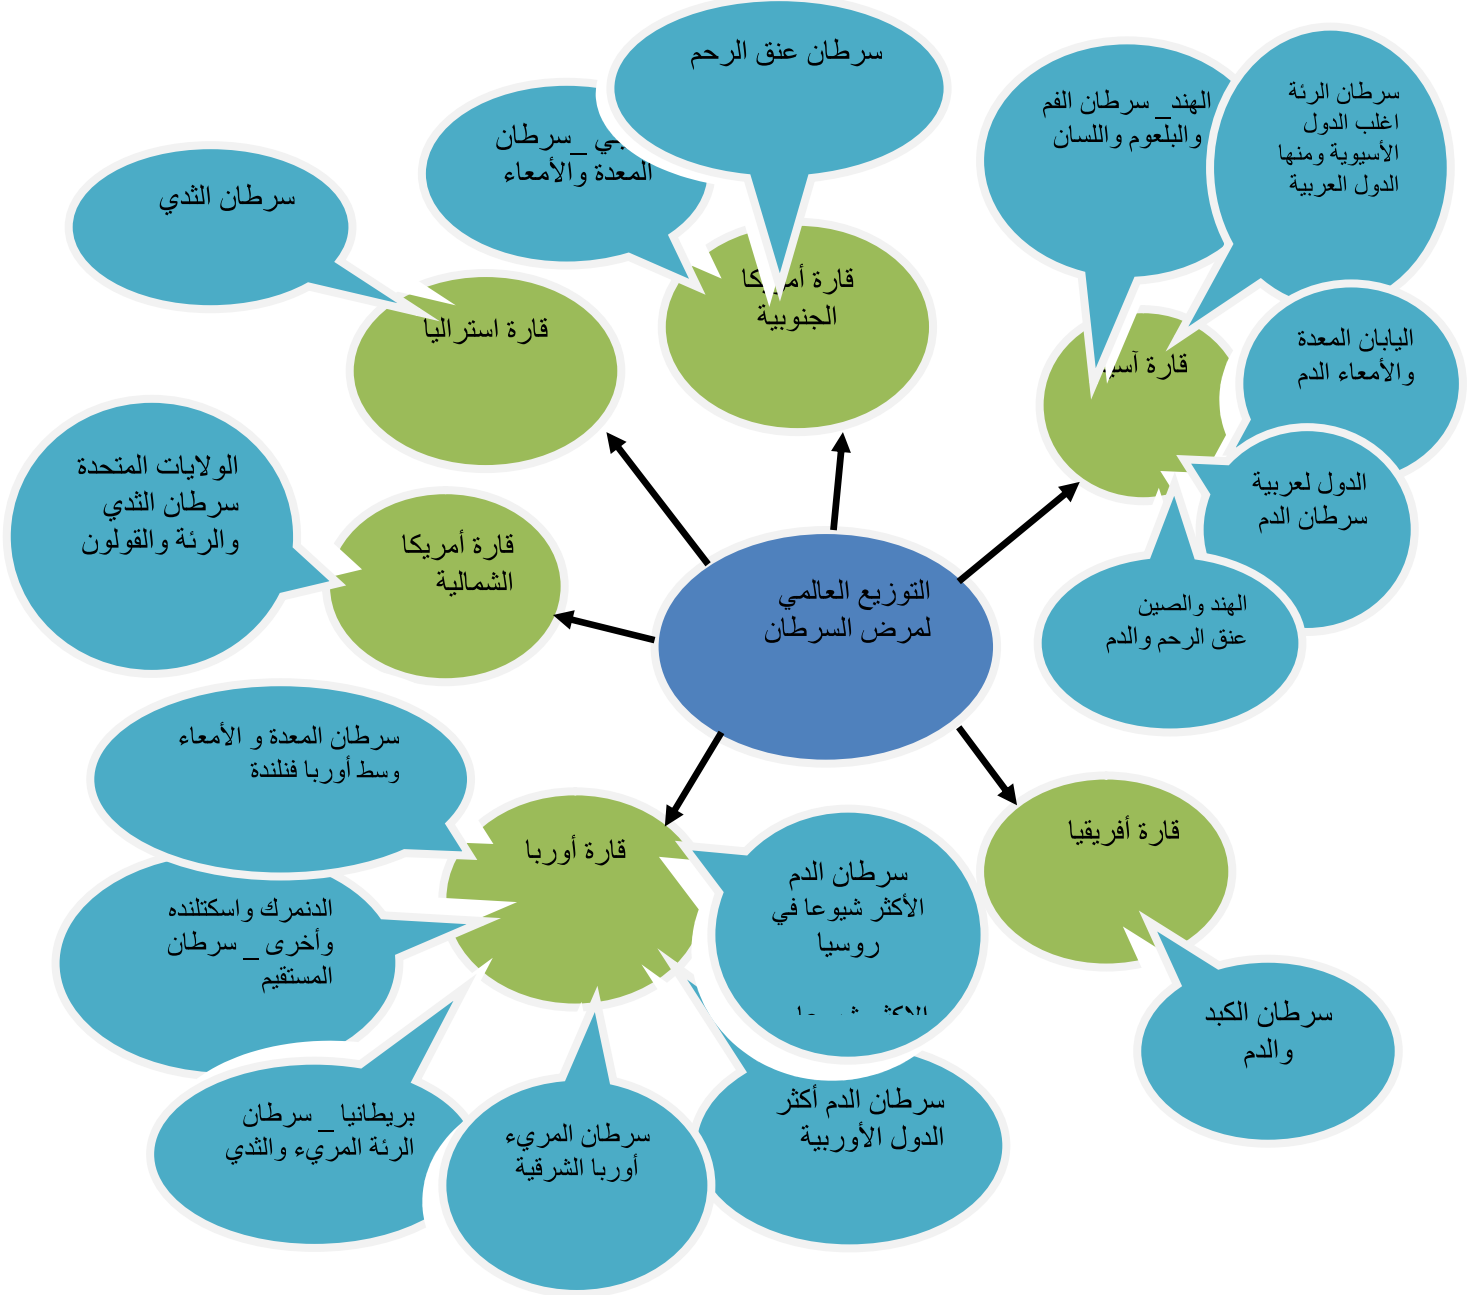 سرطان عنق الرحم
_سرطان
المعدة والأمعاء
سرطان الثدي
الهند_ سرطان الفم
والبلعوم واللسان
سرطان الرئة
اغلب الدول
الأسيوية ومنها
الدول العربية
قارة أمريكا
الجنوبية
قارة استراليا
اليابان المعدة
والأمعاء الدم
قارة آسيا
الدول لعربية
سرطان الدم
الولايات المتحدة
سرطان الثدي
والرئة والقولون
قارة أمريكا
الشمالية
التوزيع العالمي
لمرض السرطان
الهند والصين
عنق الرحم والدم
سرطان المعدة و الأمعاء
وسط أوربا فنلندة
قارة أوربا
قارة أفريقيا
سرطان الدم
الأكثر شيوعا في
روسيا
الدنمرك واسكتلنده
وأخرى _ سرطان
المستقيم
سرطان الكبد
والدم
بريطانيا _ سرطان
الرئة المريء والثدي
سرطان المريء
أوربا الشرقية
سرطان الدم أكثر
الدول الأوربية